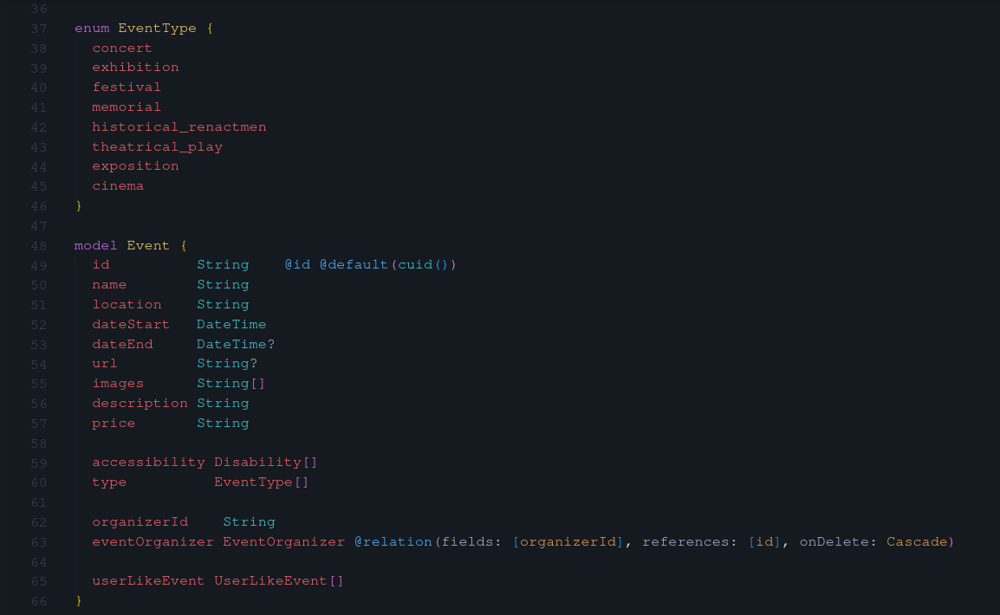 36
37 enum EventType {
38 concert
39 exhibition
40 festival
41 memorial
42 historical_renactmen
43 theatrical_play
44 exposition
45 cinema
46 }
47
48 model Event {
49 id String @id @default(cuid())
50 name String
51 location String
52 dateStart DateTime
53 dateEnd DateTime?
54 url String?
55 images String[]
56 description String
57 price String
58
59 accessibility Disability[]
60 type EventType[]
61
62 organizerId String
63 eventOrganizer EventOrganizer @relation(fields: [organizerId], references: [id], onDelete: Cascade)
64
65 userLikeEvent UserLikeEvent[]
66 }